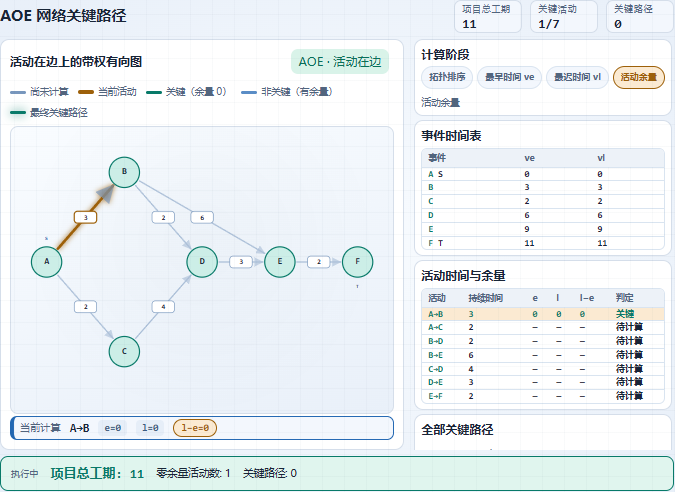 AOE 网络关键路径
项目总工期
11
关键活动
1/7
关键路径
0
活动在边上的带权有向图
AOE · 活动在边
尚未计算 当前活动 关键（余量 0） 非关键（有余量）
最终关键路径
B
3 2 6
A
D 3 E 2 F
2 4
C
当前计算 A→B e=0 l=0 l−e=0
计算阶段
拓扑排序 最早时间 ve 最迟时间 vl 活动余量
活动余量
事件时间表
事件 ve vl
A S 0 0
B 3 3
C 2 2
D 6 6
E 9 9
F T 11 11
活动时间与余量
活动 持续时间 e l l−e 判定
A→B 3 0 0 0 关键
A→C 2 — — — 待计算
B→D 2 — — — 待计算
B→E 6 — — — 待计算
C→D 4 — — — 待计算
D→E 3 — — — 待计算
E→F 2 — — — 待计算
全部关键路径
执行中 项目总工期: 11 零余量活动数: 1 关键路径: 0